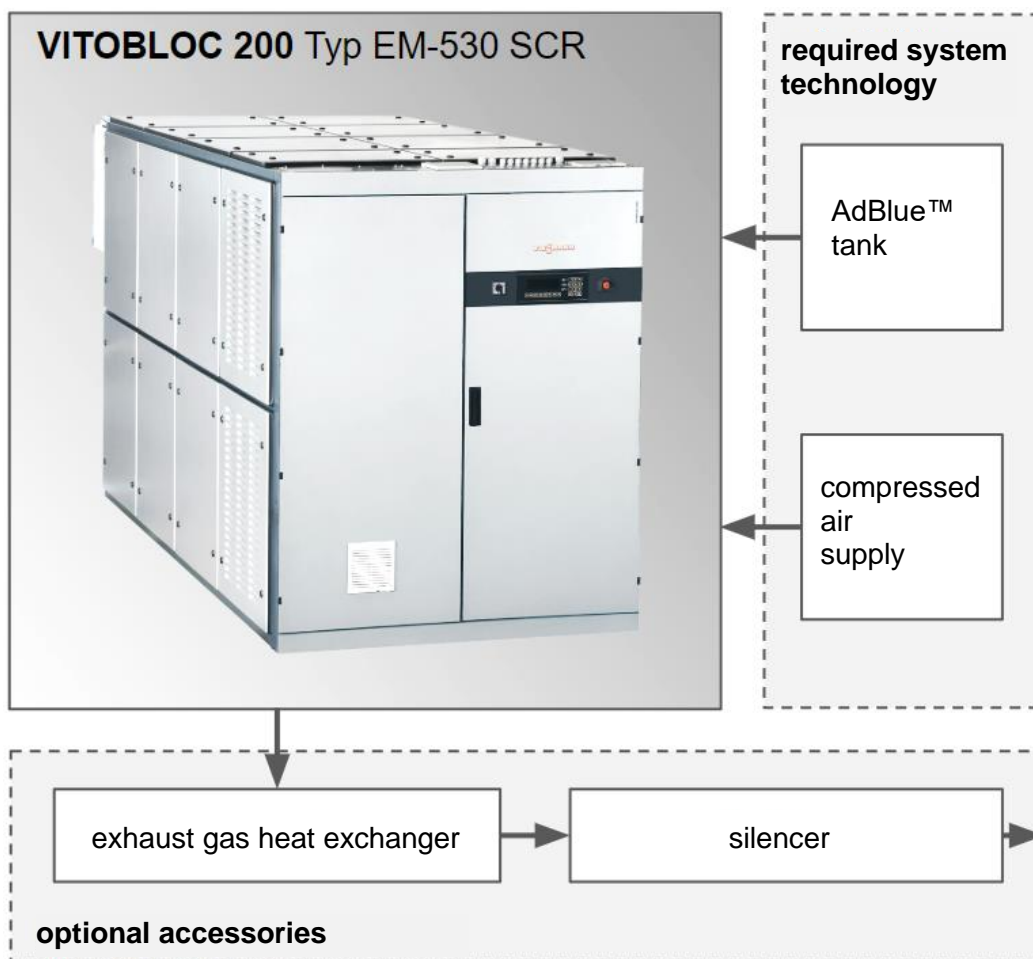 VITOBLOC 200 Typ EM-530 SCR
required system
technology
AdBlue™
tank
compressed
air
supply
exhaust gas heat exchanger
silencer
optional accessories